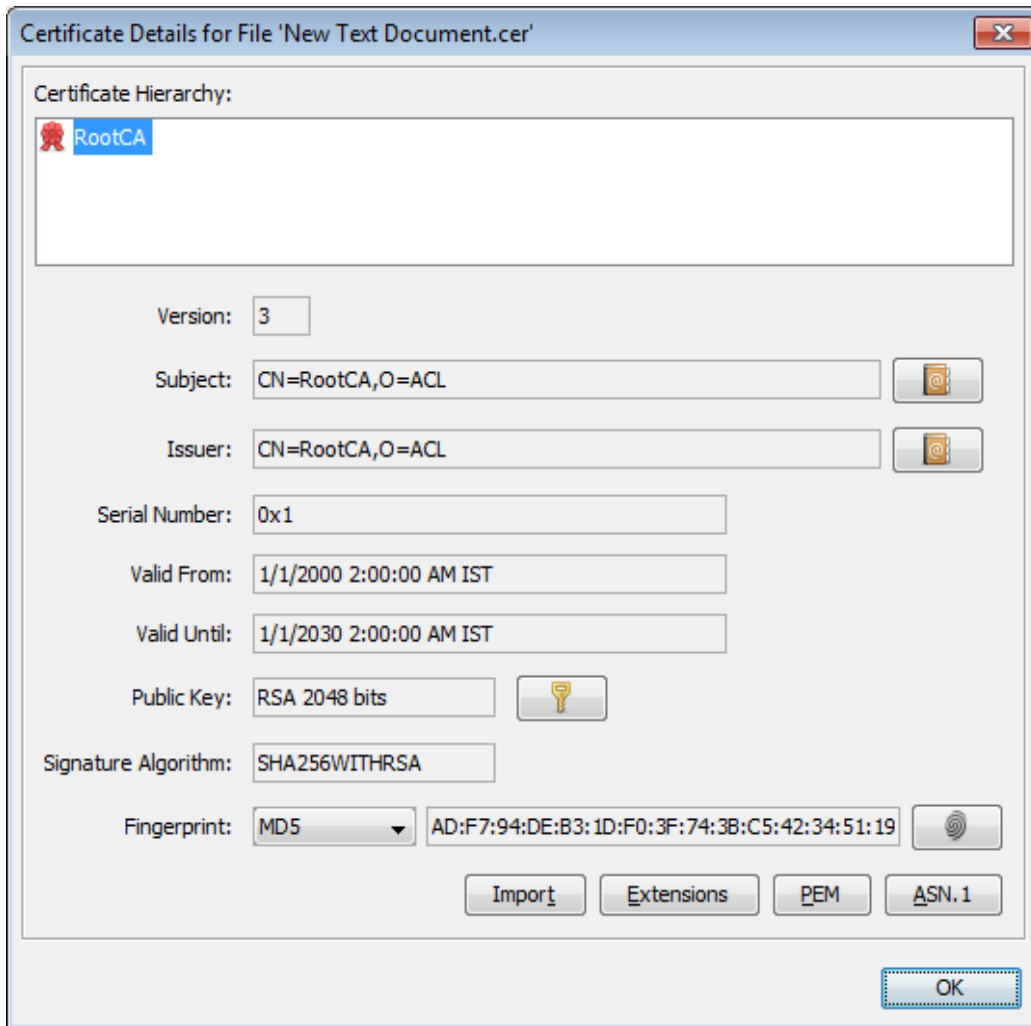 Certificate Details for File 'New Text Document.cer'
Certificate Hierarchy:
RootCA
Version: 3
Subject: CN=RootCA,O=ACL
Issuer: CN=RootCA,O=ACL
Serial Number: 0x1
Valid From: 1/1/2000 2:00:00 AM IST
Valid Until: 1/1/2030 2:00:00 AM IST
Public Key: RSA 2048 bits
Signature Algorithm: SHA256WITHRSA
Fingerprint: MD5 AD:F7:94:DE:B3:1D:F0:3F:74:3B:C5:42:34:51:19
Import Extensions PEM ASN.1
OK